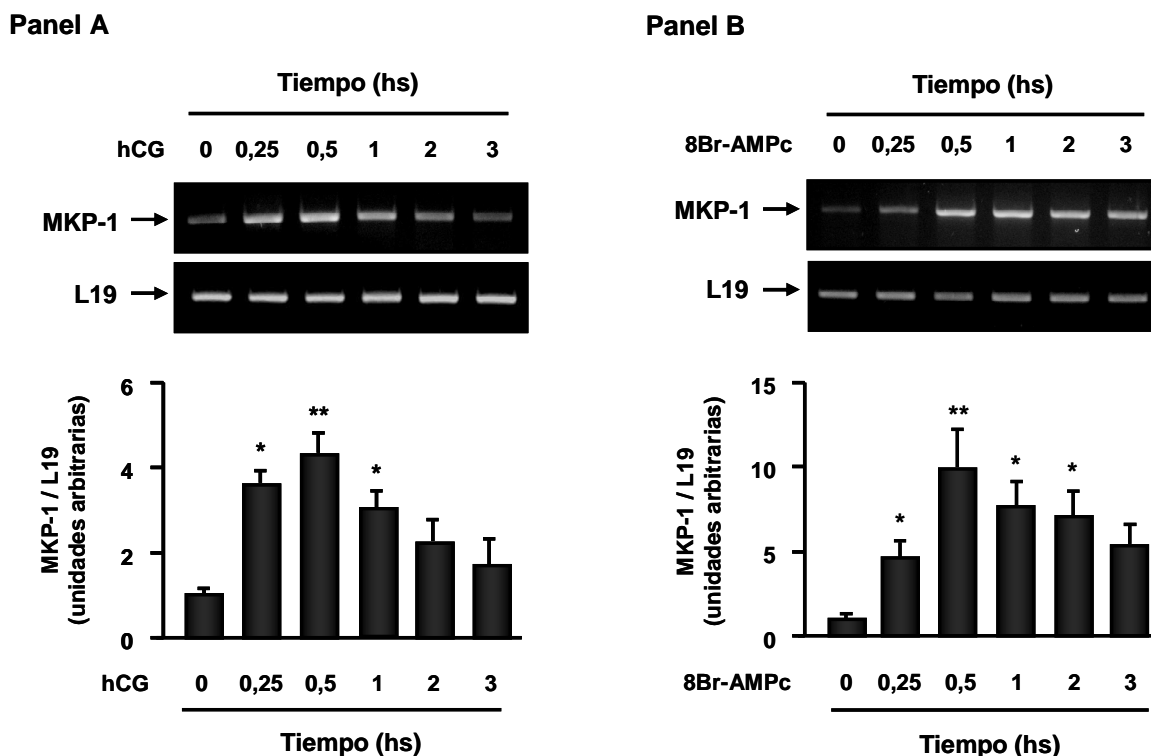 Panel A
Tiempo (hs)
hCG 0 0,25 0,5 1 2 3
MKP-1
L19
MKP-1 / L19
(unidades arbitrarias)
6
4
2
0
*
**
*
hCG 0 0,25 0,5 1 2 3
Tiempo (hs)
Panel B
Tiempo (hs)
8Br-AMPc 0 0,25 0,5 1 2 3
MKP-1
L19
MKP-1 / L19
(unidades arbitrarias)
15
10
5
0
*
**
*
*
8Br-AMPc 0 0,25 0,5 1 2 3
Tiempo (hs)